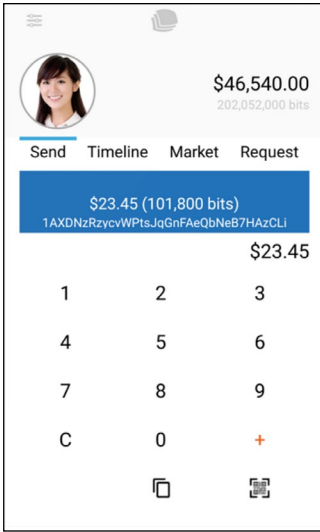 $46,540.00
202,052,000 bits
Send Timeline Market Request
$23.45 (101,800 bits)
1AXDNzRzycvWPtsJqGnFAeQbNeB7HAzCLi
$23.45
1 2 3
4 5 6
7 8 9
C 0 +